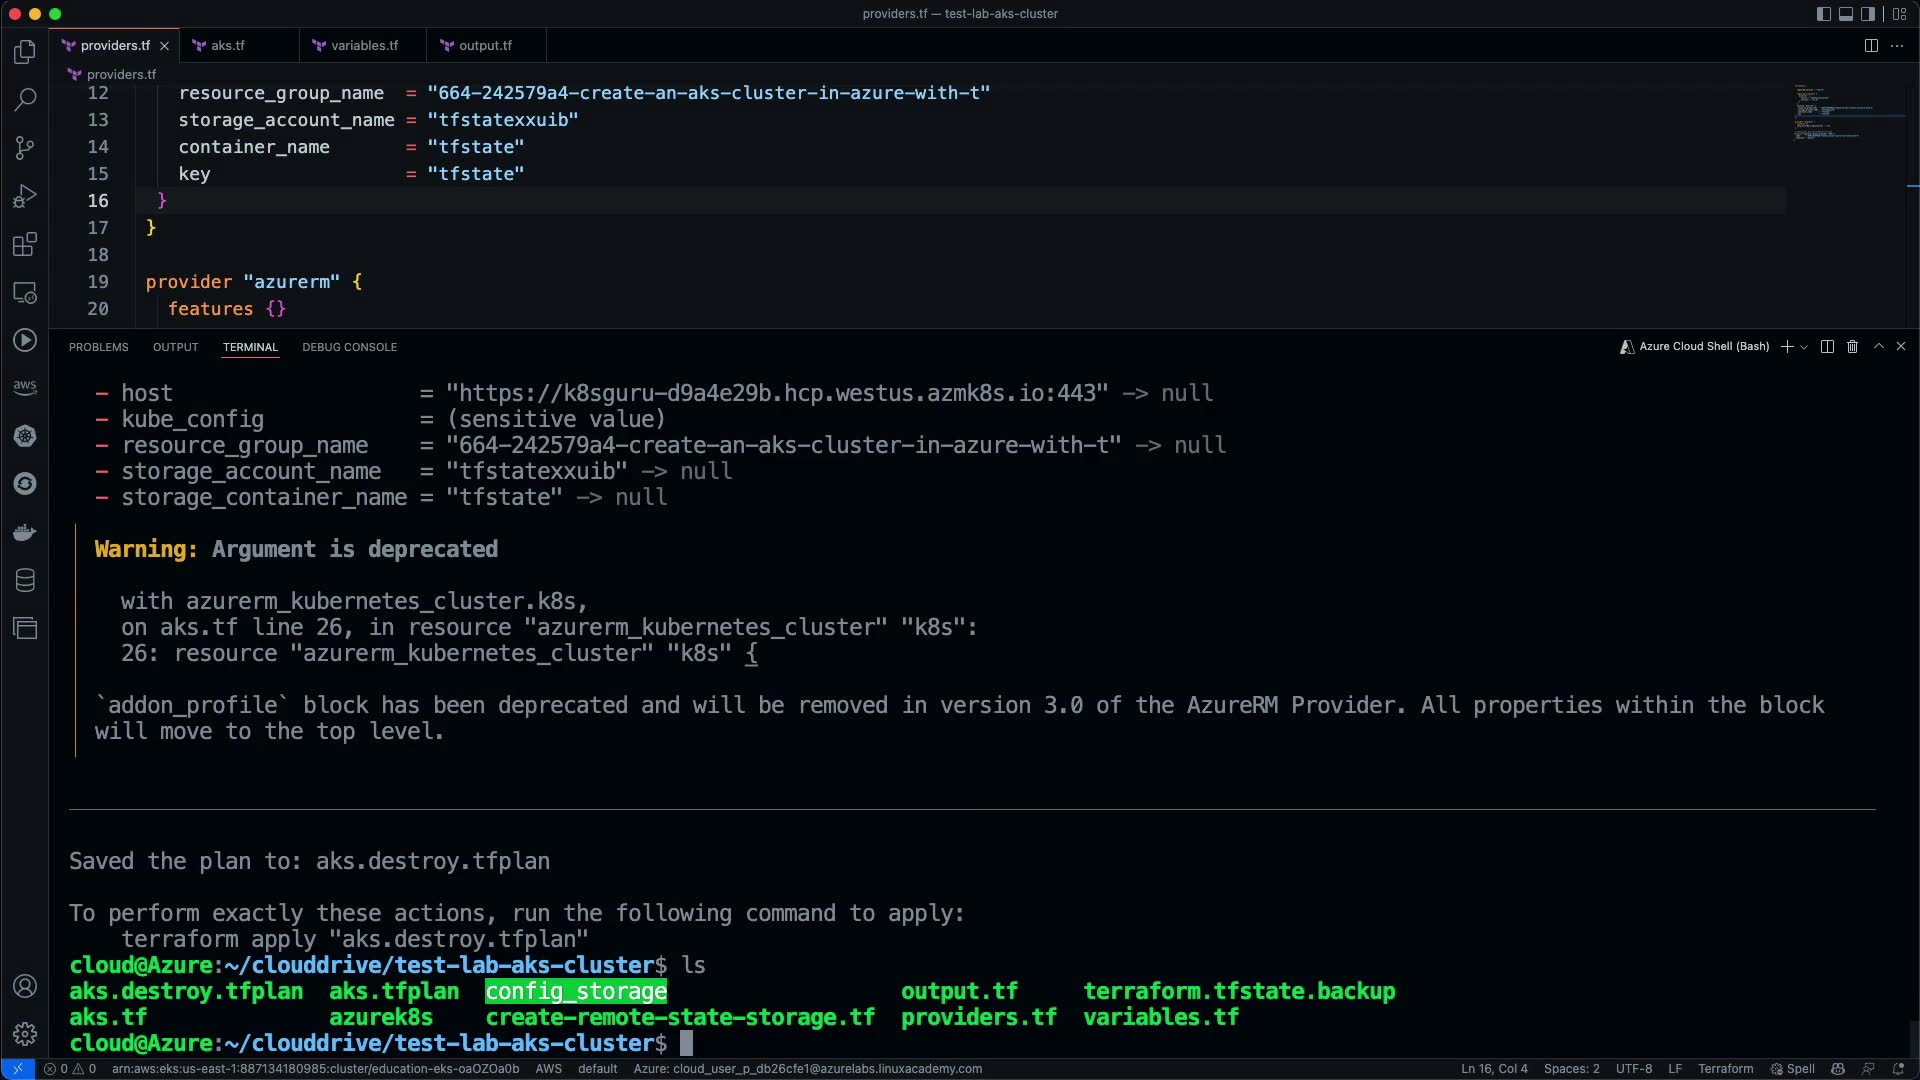 providers.tf — test-lab-aks-cluster
providers.tf aks.tf variables.tf output.tf
providers.tf
12 resource_group_name = "664-242579a4-create-an-aks-cluster-in-azure-with-t"
13 storage_account_name = "tfstatexxuib"
14 container_name = "tfstate"
15 key = "tfstate"
16 }
17 }
18
19 provider "azurerm" {
20 features {}
PROBLEMS OUTPUT TERMINAL DEBUG CONSOLE Azure Cloud Shell (Bash)
- host = "https://k8sguru-d9a4e29b.hcp.westus.azmk8s.io:443" -> null
- kube_config = (sensitive value)
- resource_group_name = "664-242579a4-create-an-aks-cluster-in-azure-with-t" -> null
- storage_account_name = "tfstatexxuib" -> null
- storage_container_name = "tfstate" -> null
Warning: Argument is deprecated
with azurerm_kubernetes_cluster.k8s,
on aks.tf line 26, in resource "azurerm_kubernetes_cluster" "k8s":
26: resource "azurerm_kubernetes_cluster" "k8s" {
`addon_profile` block has been deprecated and will be removed in version 3.0 of the AzureRM Provider. All properties within the block
will move to the top level.
Saved the plan to: aks.destroy.tfplan
To perform exactly these actions, run the following command to apply:
terraform apply "aks.destroy.tfplan"
cloud@Azure:~/clouddrive/test-lab-aks-cluster$ ls
aks.destroy.tfplan aks.tfplan config_storage output.tf terraform.tfstate.backup
aks.tf azurek8s create-remote-state-storage.tf providers.tf variables.tf
cloud@Azure:~/clouddrive/test-lab-aks-cluster$
aws
0 0 arn:aws:eks:us-east-1:887134180985:cluster/education-eks-oaOZOa0b AWS default Azure: cloud_user_p_db26cfe1@azurelabs.linuxacademy.com Ln 16, Col 4 Spaces: 2 UTF-8 LF Terraform Spell